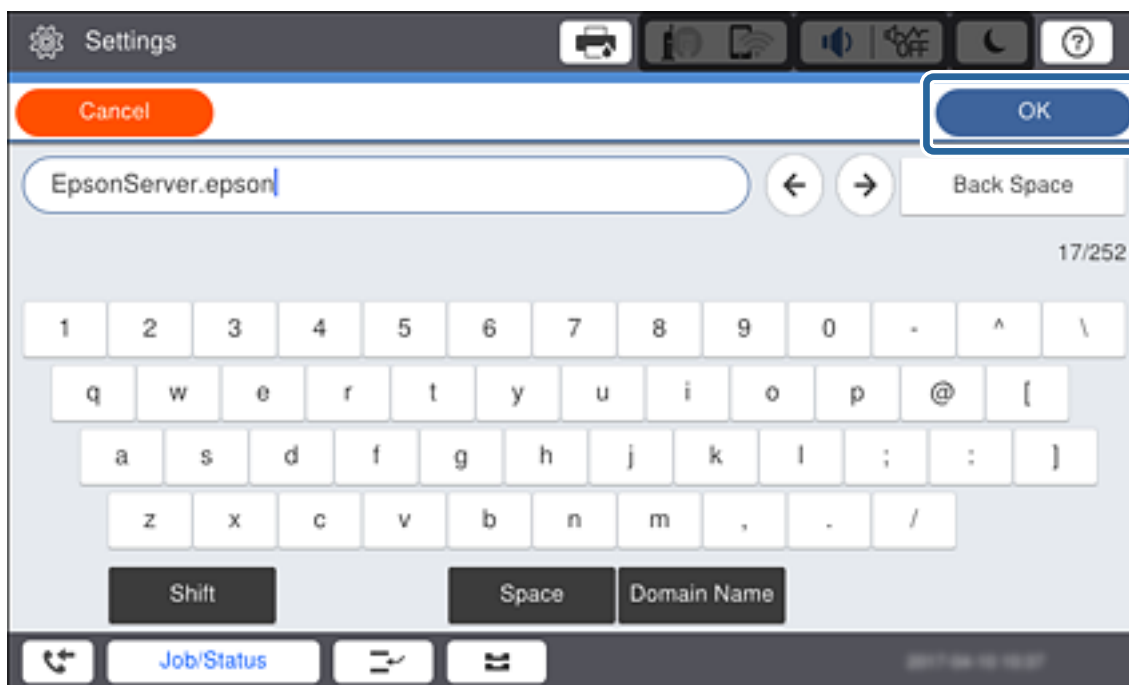 Settings
OFF
Cancel OK
EpsonServer.epson Back Space
17/252
1 2 3 4 5 6 7 8 9 0 - ^ \
q w e r t y u i o p @ [
a s d f g h j k l ; : ]
z x c v b n m , . /
Shift Space Domain Name
Job/Status